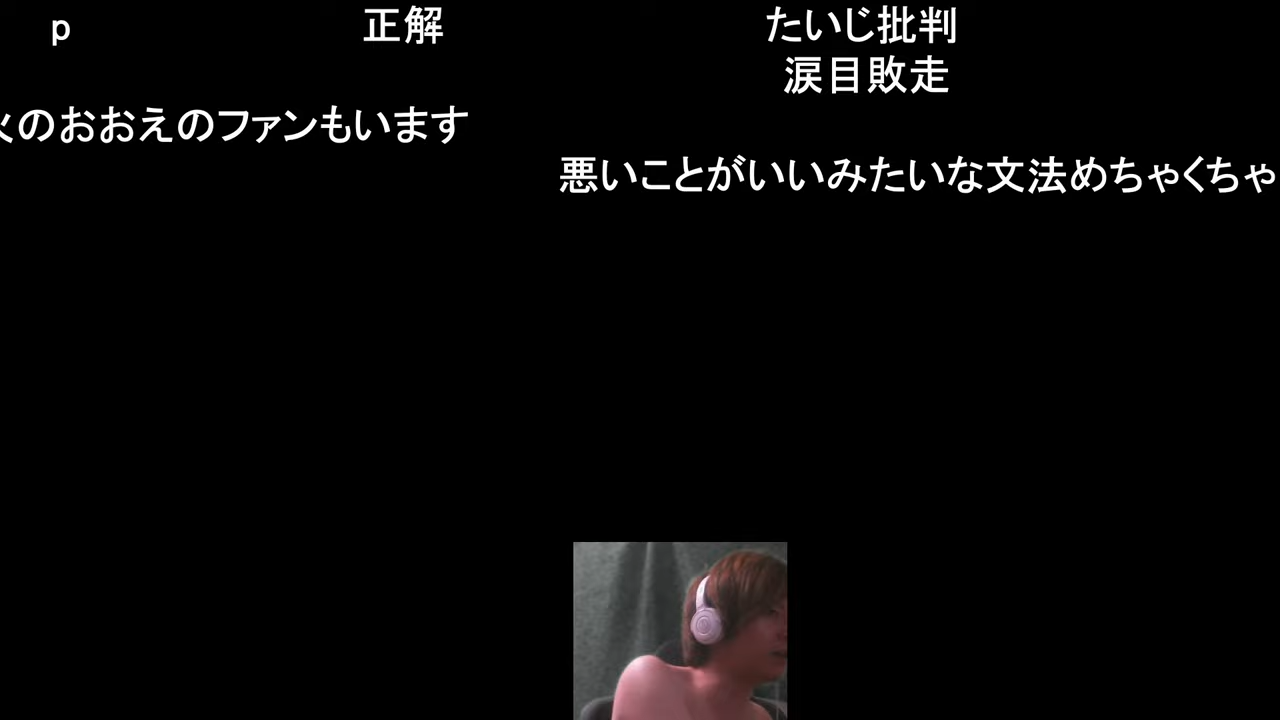 p
正解
たいじ批判
涙目敗走
火のおおえのファンもいます
悪いことがいいみたいな文法めちゃくちゃ